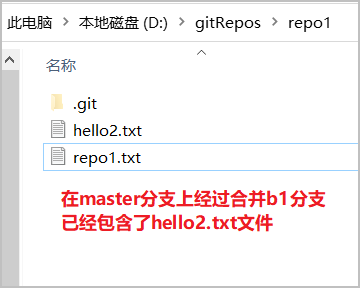 此电脑 > 本地磁盘 (D:) > gitRepos > repo1
名称
.git
hello2.txt
repo1.txt
在master分支上经过合并b1分支
已经包含了hello2.txt文件